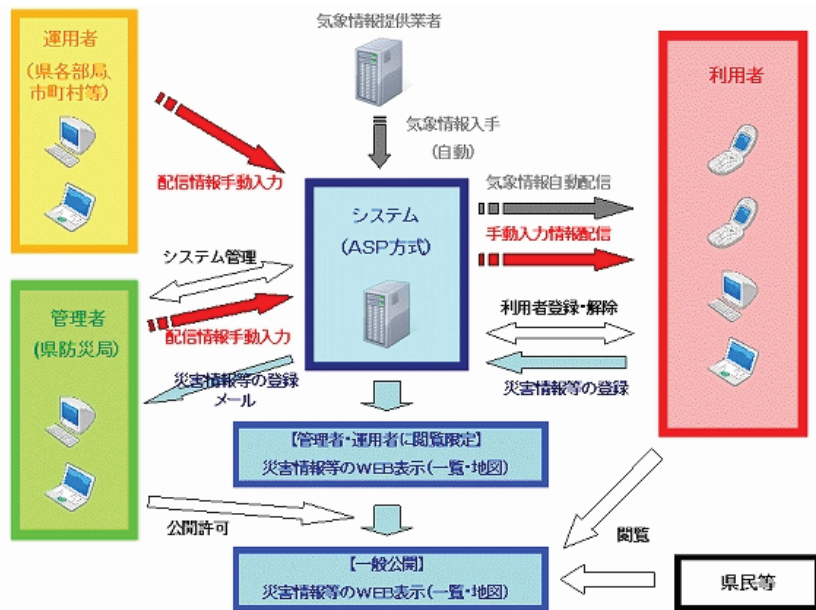 運用者
(県各部局、
市町村等)
気象情報提供業者
利用者
気象情報入手
(自動)
配信情報手動入力
システム
(ASP方式)
気象情報自動配信
手動入力情報配信
システム管理
管理者
(県防災局)
配信情報手動入力
利用者登録・解除
災害情報等の登録
メール
災害情報等の登録
【管理者・運用者に閲覧限定】
災害情報等のWEB表示(一覧・地図)
公開許可
閲覧
【一般公開】
災害情報等のWEB表示(一覧・地図)
県民等